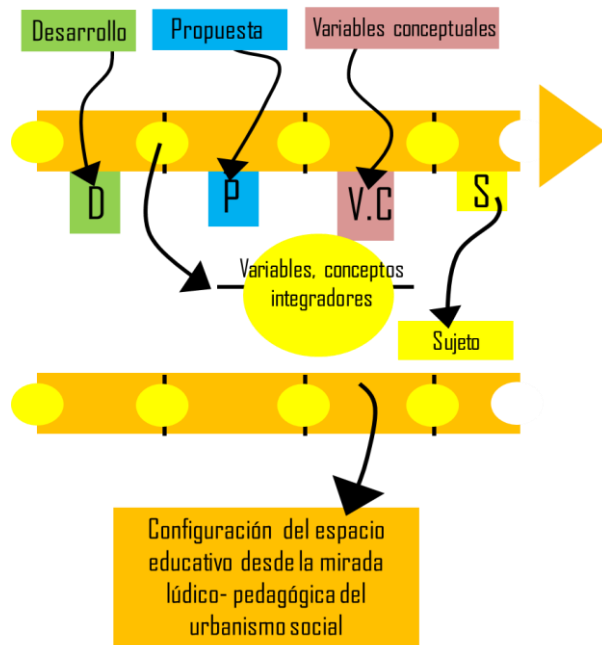 Desarrollo
Propuesta
Variables conceptuales
D
P
V.C
S
Variables, conceptos
integradores
Sujeto
Configuración del espacio
educativo desde la mirada
lúdico- pedagógica del
urbanismo social